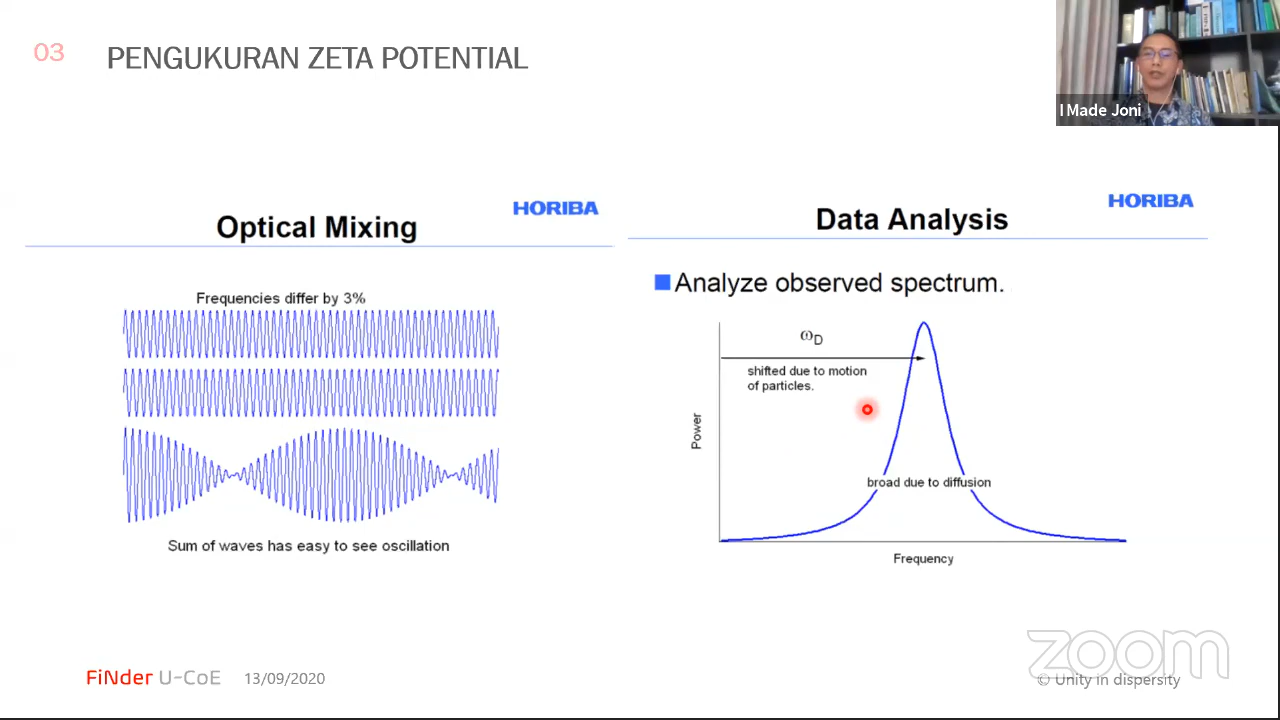 03
PENGUKURAN ZETA POTENTIAL
I Made Joni
HORIBA
Optical Mixing
Frequencies differ by 3%
Sum of waves has easy to see oscillation
HORIBA
Data Analysis
Analyze observed spectrum.
ωD
shifted due to motion
of particles.
Power
broad due to diffusion
Frequency
FiNder U-CoE
13/09/2020
zoom
© Unity in dispersity